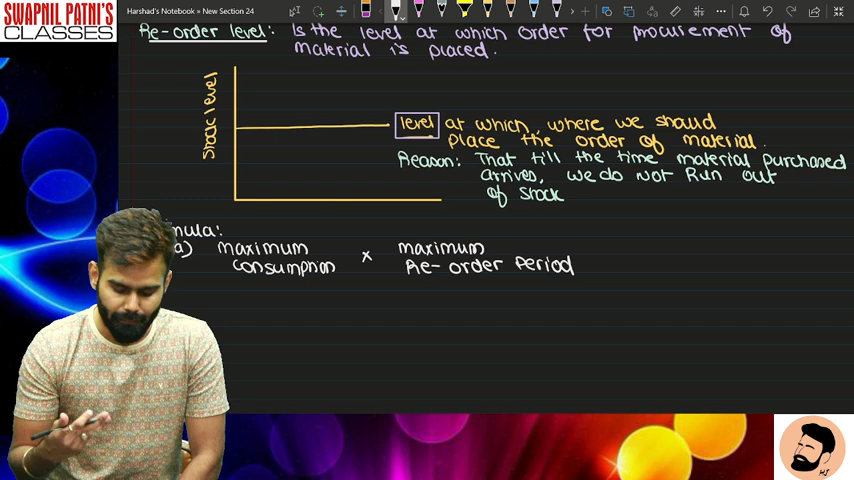 SWAPNIL PATNI'S
CLASSES
Harshad's Notebook » New Section 24
Re-order level: Is the level at which order for procurement of
material is placed.
Stock level
level at which, where we should
place the order of material.
Reason: That till the time material purchased
arrives, we do not Run out
of stock
mula:
a) maximum consumption × maximum Re-order Period
HJ